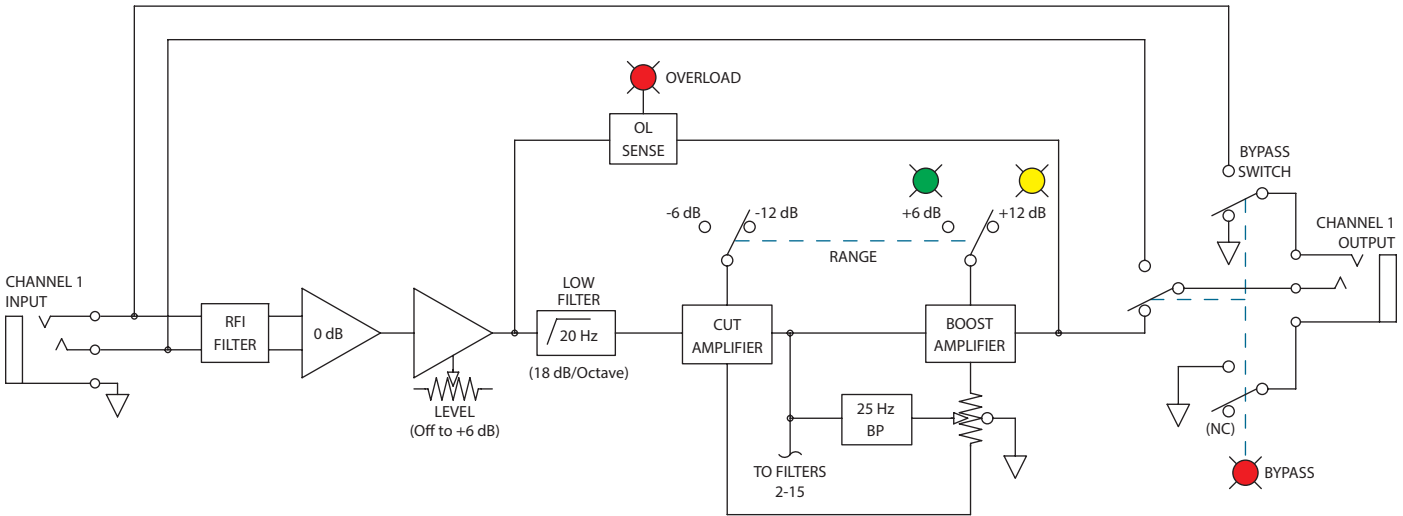 OVERLOAD
OL
SENSE
BYPASS
SWITCH
-6 dB
-12 dB
+6 dB
+12 dB
RANGE
CHANNEL 1
OUTPUT
CHANNEL 1
INPUT
RFI
FILTER
0 dB
LOW
FILTER
20 Hz
(18 dB/Octave)
CUT
AMPLIFIER
BOOST
AMPLIFIER
LEVEL
(Off to +6 dB)
25 Hz
BP
TO FILTERS
2-15
(NC)
BYPASS